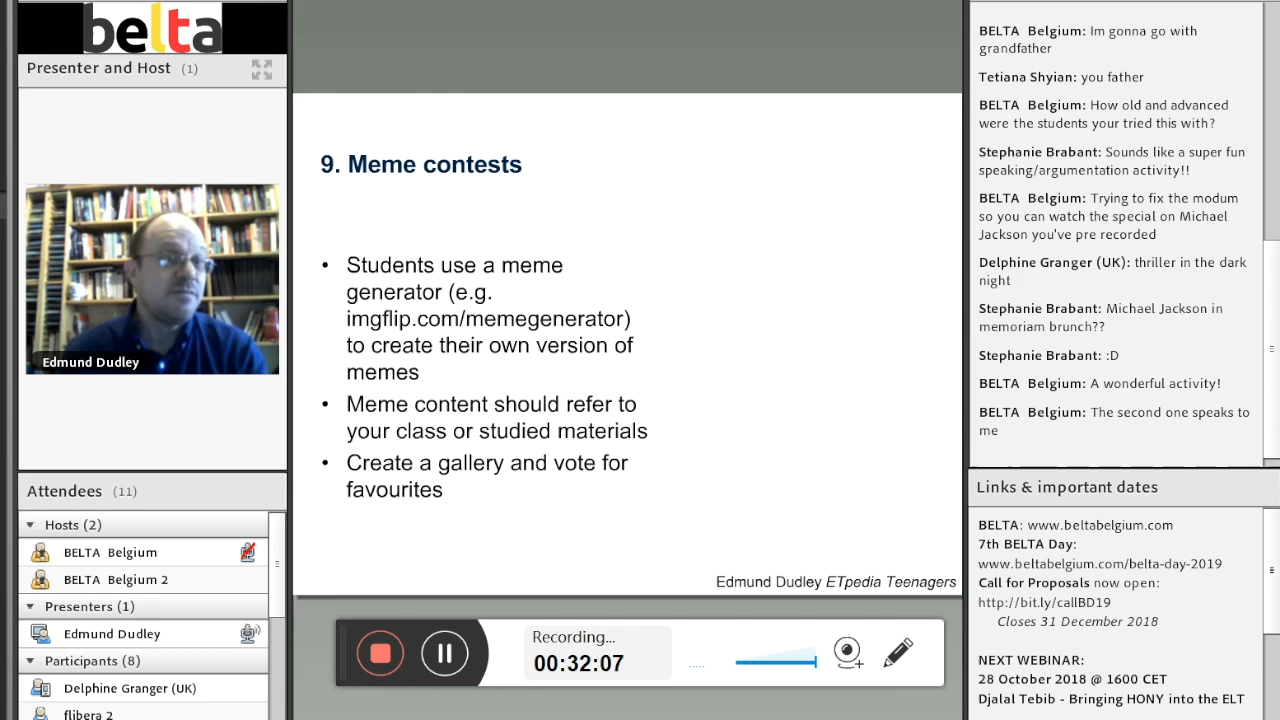 belta
Presenter and Host (1)
Edmund Dudley
Attendees (11)
Hosts (2)
BELTA Belgium
BELTA Belgium 2
Presenters (1)
Edmund Dudley
Participants (8)
Delphine Granger (UK)
flibera 2
9. Meme contests
• Students use a meme
generator (e.g.
imgflip.com/memegenerator)
to create their own version of
memes
• Meme content should refer to
your class or studied materials
• Create a gallery and vote for
favourites
Edmund Dudley ETpedia Teenagers
Recording...
00:32:07
BELTA Belgium: Im gonna go with
grandfather
Tetiana Shyian: you father
BELTA Belgium: How old and advanced
were the students your tried this with?
Stephanie Brabant: Sounds like a super fun
speaking/argumentation activity!!
BELTA Belgium: Trying to fix the modum
so you can watch the special on Michael
Jackson you've pre recorded
Delphine Granger (UK): thriller in the dark
night
Stephanie Brabant: Michael Jackson in
memoriam brunch??
Stephanie Brabant: :D
BELTA Belgium: A wonderful activity!
BELTA Belgium: The second one speaks to
me
Links & important dates
BELTA: www.beltabelgium.com
7th BELTA Day:
www.beltabelgium.com/belta-day-2019
Call for Proposals now open:
http://bit.ly/callBD19
Closes 31 December 2018
NEXT WEBINAR:
28 October 2018 @ 1600 CET
Djalal Tebib - Bringing HONY into the ELT